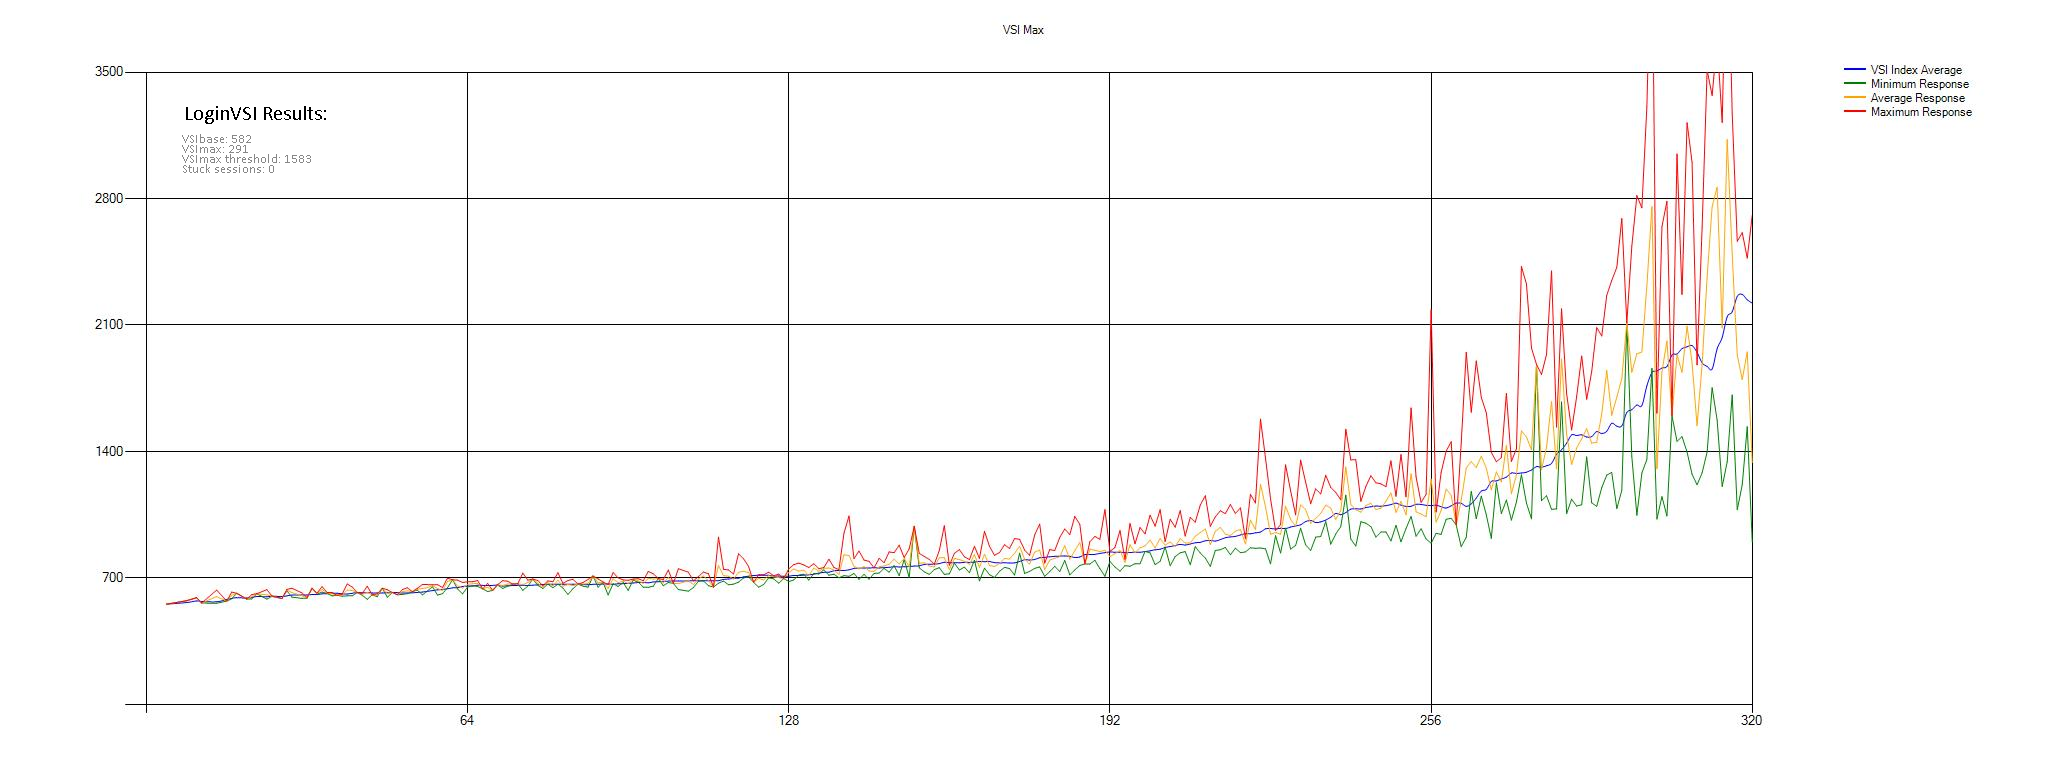 VSI Max
3500
2800
2100
1400
700
64
128
192
256
320
LoginVSI Results:
VSIbase: 582
VSImax: 291
VSImax threshold: 1583
Stuck sessions: 0
VSI Index Average
Minimum Response
Average Response
Maximum Response